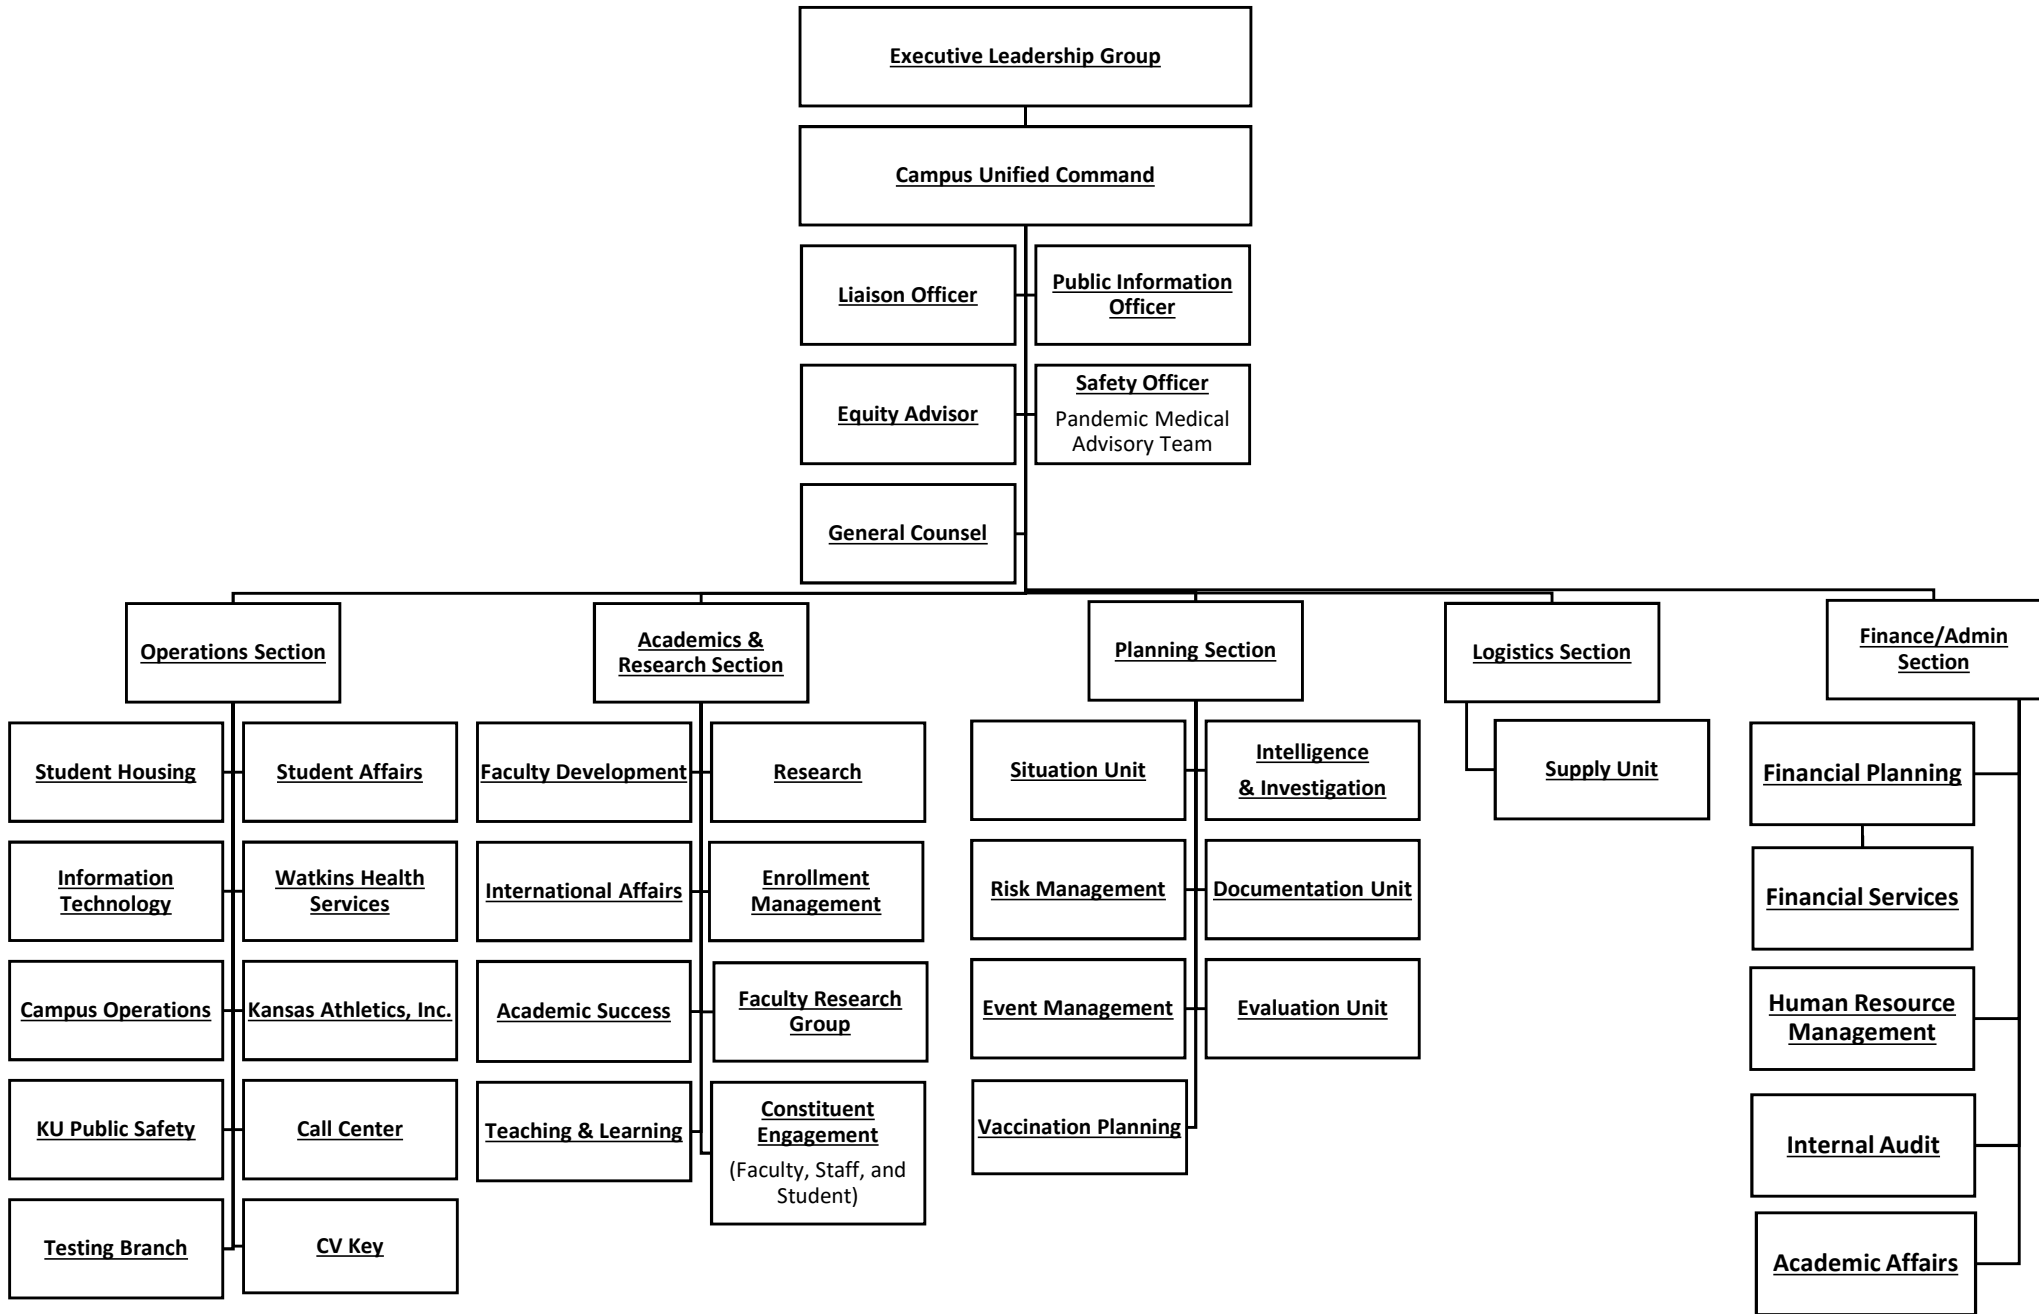 Executive Leadership Group
Campus Unified Command
Liaison Officer
Public Information
Officer
Equity Advisor
Safety Officer
Pandemic Medical
Advisory Team
General Counsel
Operations Section
Student Housing
Student Affairs
Information
Technology
Watkins Health
Services
Campus Operations
Kansas Athletics, Inc.
KU Public Safety
Call Center
Testing Branch
CV Key
Academics &
Research Section
Faculty Development
Research
International Affairs
Enrollment
Management
Academic Success
Faculty Research
Group
Teaching & Learning
Constituent
Engagement
(Faculty, Staff, and
Student)
Planning Section
Situation Unit
Intelligence
& Investigation
Risk Management
Documentation Unit
Event Management
Evaluation Unit
Vaccination Planning
Logistics Section
Supply Unit
Finance/Admin
Section
Financial Planning
Financial Services
Human Resource
Management
Internal Audit
Academic Affairs